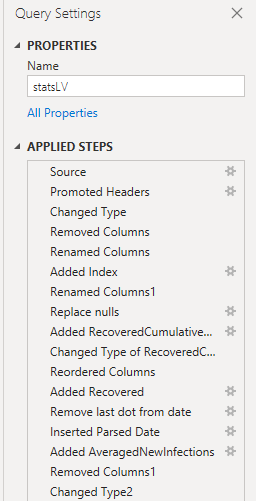 Query Settings
PROPERTIES
Name
statsLV
All Properties
APPLIED STEPS
Source
Promoted Headers
Changed Type
Removed Columns
Renamed Columns
Added Index
Renamed Columns1
Replace nulls
Added RecoveredCumulative...
Changed Type of RecoveredC...
Reordered Columns
Added Recovered
Remove last dot from date
Inserted Parsed Date
Added AveragedNewInfections
Removed Columns1
Changed Type2